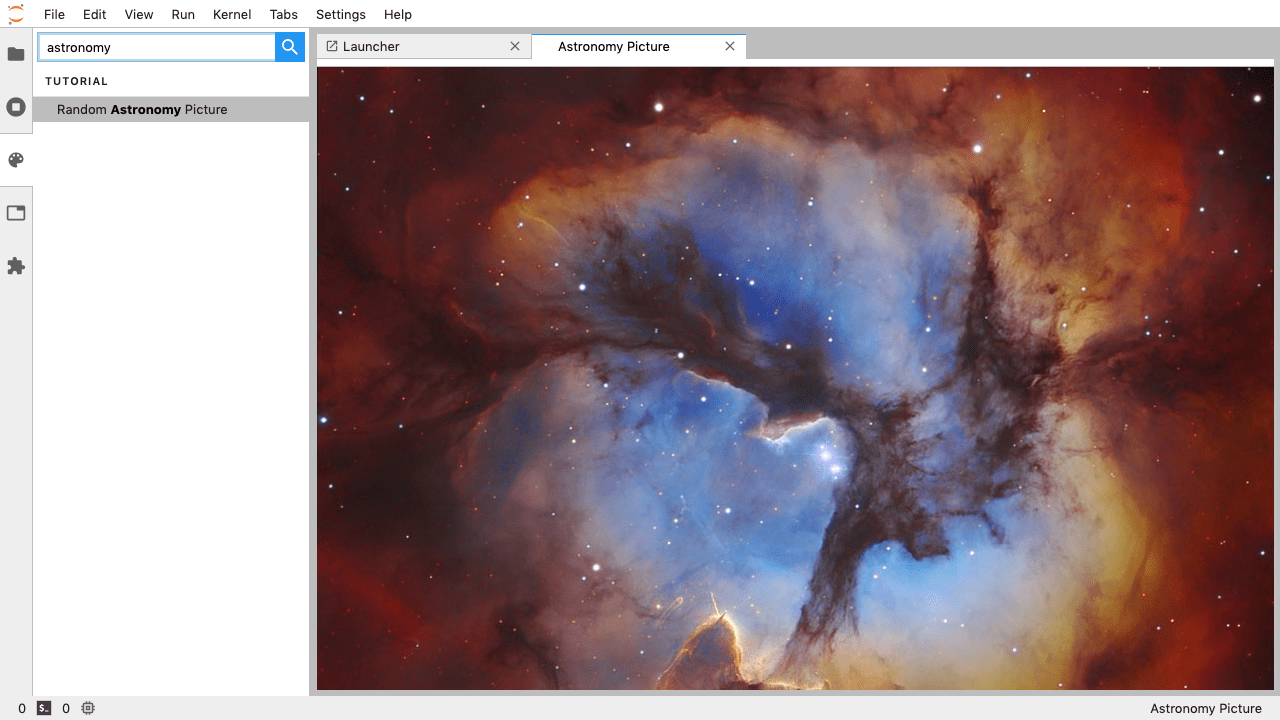 File Edit View Run Kernel Tabs Settings Help
astronomy
TUTORIAL
Random Astronomy Picture
Launcher
Astronomy Picture
0 $_ 0
Astronomy Picture